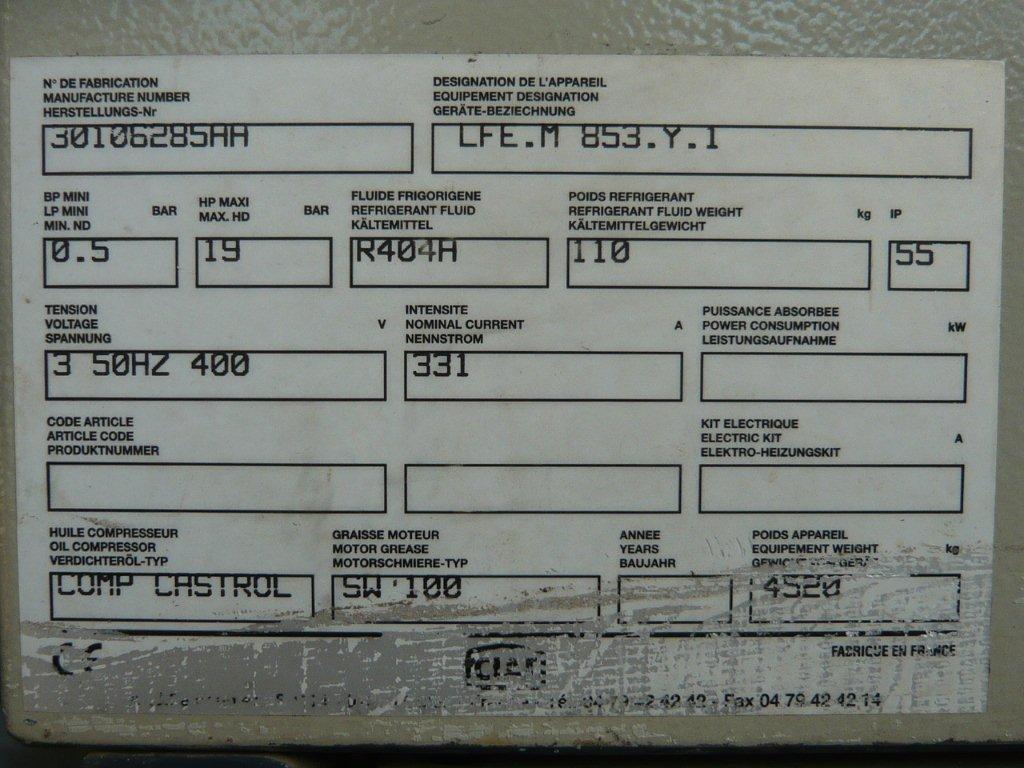 N° DE FABRICATION
MANUFACTURE NUMBER
HERSTELLUNGS-Nr
30106285AA
DESIGNATION DE L'APPAREIL
EQUIPEMENT DESIGNATION
GERÄTE-BEZIECHNUNG
LFE.M 853.Y.1
BP MINI
LP MINI BAR
MIN. ND
0.5
HP MAXI
MAX. HD BAR
19
FLUIDE FRIGORIGENE
REFRIGERANT FLUID
KÄLTEMITTEL
R404A
POIDS REFRIGERANT
REFRIGERANT FLUID WEIGHT kg
KÄLTEMITTELGEWICHT
110
IP
55
TENSION
VOLTAGE V
SPANNUNG
3 50HZ 400
INTENSITE
NOMINAL CURRENT A
NENNSTROM
331
PUISSANCE ABSORBEE
POWER CONSUMPTION kW
LEISTUNGSAUFNAHME
CODE ARTICLE
ARTICLE CODE
PRODUKTNUMMER
KIT ELECTRIQUE
ELECTRIC KIT A
ELEKTRO-HEIZUNGSKIT
HUILE COMPRESSEUR
OIL COMPRESSOR
VERDICHTERÖL-TYP
COMP CASTROL
GRAISSE MOTEUR
MOTOR GREASE
MOTORSCHMIERE-TYP
SW 100
ANNEE
YEARS
BAUJAHR
POIDS APPAREIL
EQUIPEMENT WEIGHT kg
4520
CE
CIAT
FABRIQUE EN FRANCE
Fax 04 79 42 42 14